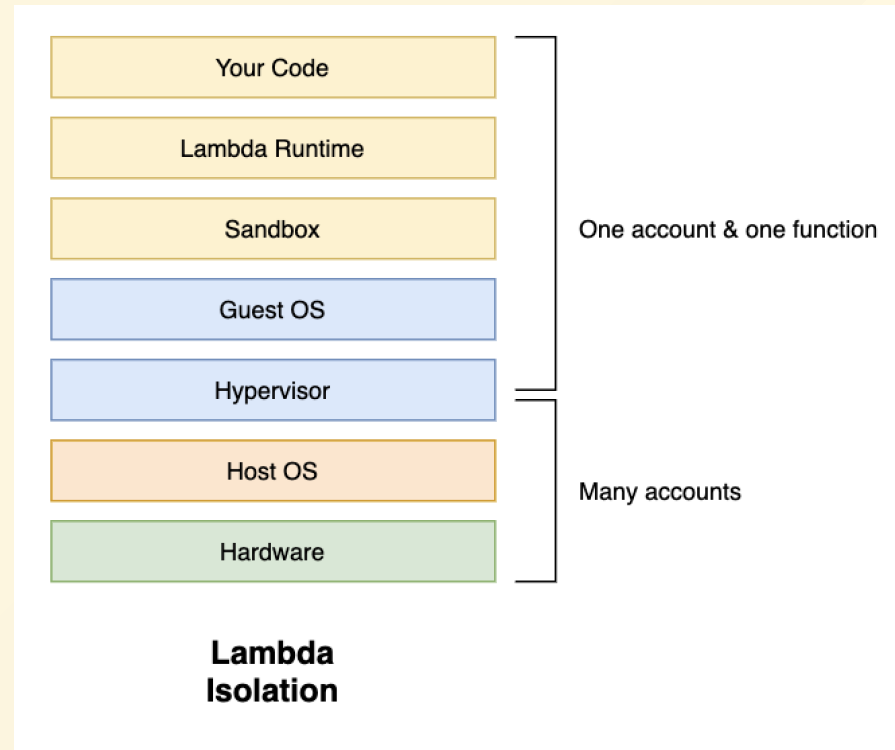 Your Code
Lambda Runtime
Sandbox
One account & one function
Guest OS
Hypervisor
Host OS
Many accounts
Hardware
Lambda
Isolation